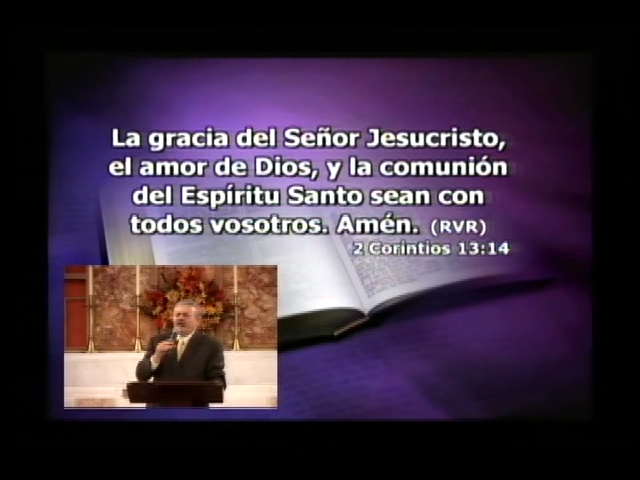 La gracia del Señor Jesucristo,
el amor de Dios, y la comunión
del Espíritu Santo sean con
todos vosotros. Amén. (RVR)
2 Corintios 13:14